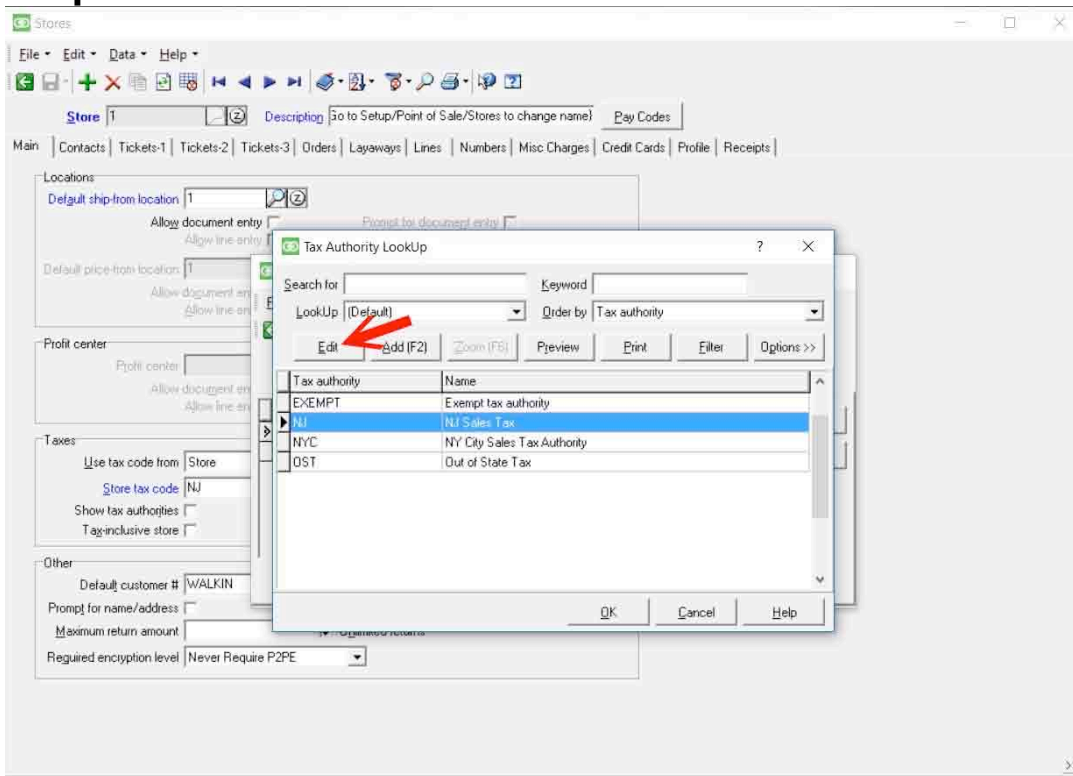 Stores
File Edit Data Help
Store 1 Description Go to Setup/Point of Sale/Stores to change name) Pay Codes
Main Contacts Tickets-1 Tickets-2 Tickets-3 Orders Layaways Lines Numbers Misc Charges Credit Cards Profile Receipts
Locations
Default ship-from location 1
Allow document entry Prompt for document entry
Allow line entry
Default price-from location 1
Allow document en
Allow line en
Profit center
Profit center
Allow document en
Allow line en
Taxes
Use tax code from Store
Store tax code NJ
Show tax authorities
Tax-inclusive store
Other
Default customer # WALKIN
Prompt for name/address
Maximum return amount Unlimited returns
Required encryption level Never Require P2PE
Tax Authority LookUp ? X
Search for Keyword
LookUp (Default) Order by Tax authority
Edit Add (F2) Zoom (F6) Preview Print Filter Options >>
Tax authority Name
EXEMPT Exempt tax authority
NJ NJ Sales Tax
NYC NY City Sales Tax Authority
OST Out of State Tax
OK Cancel Help